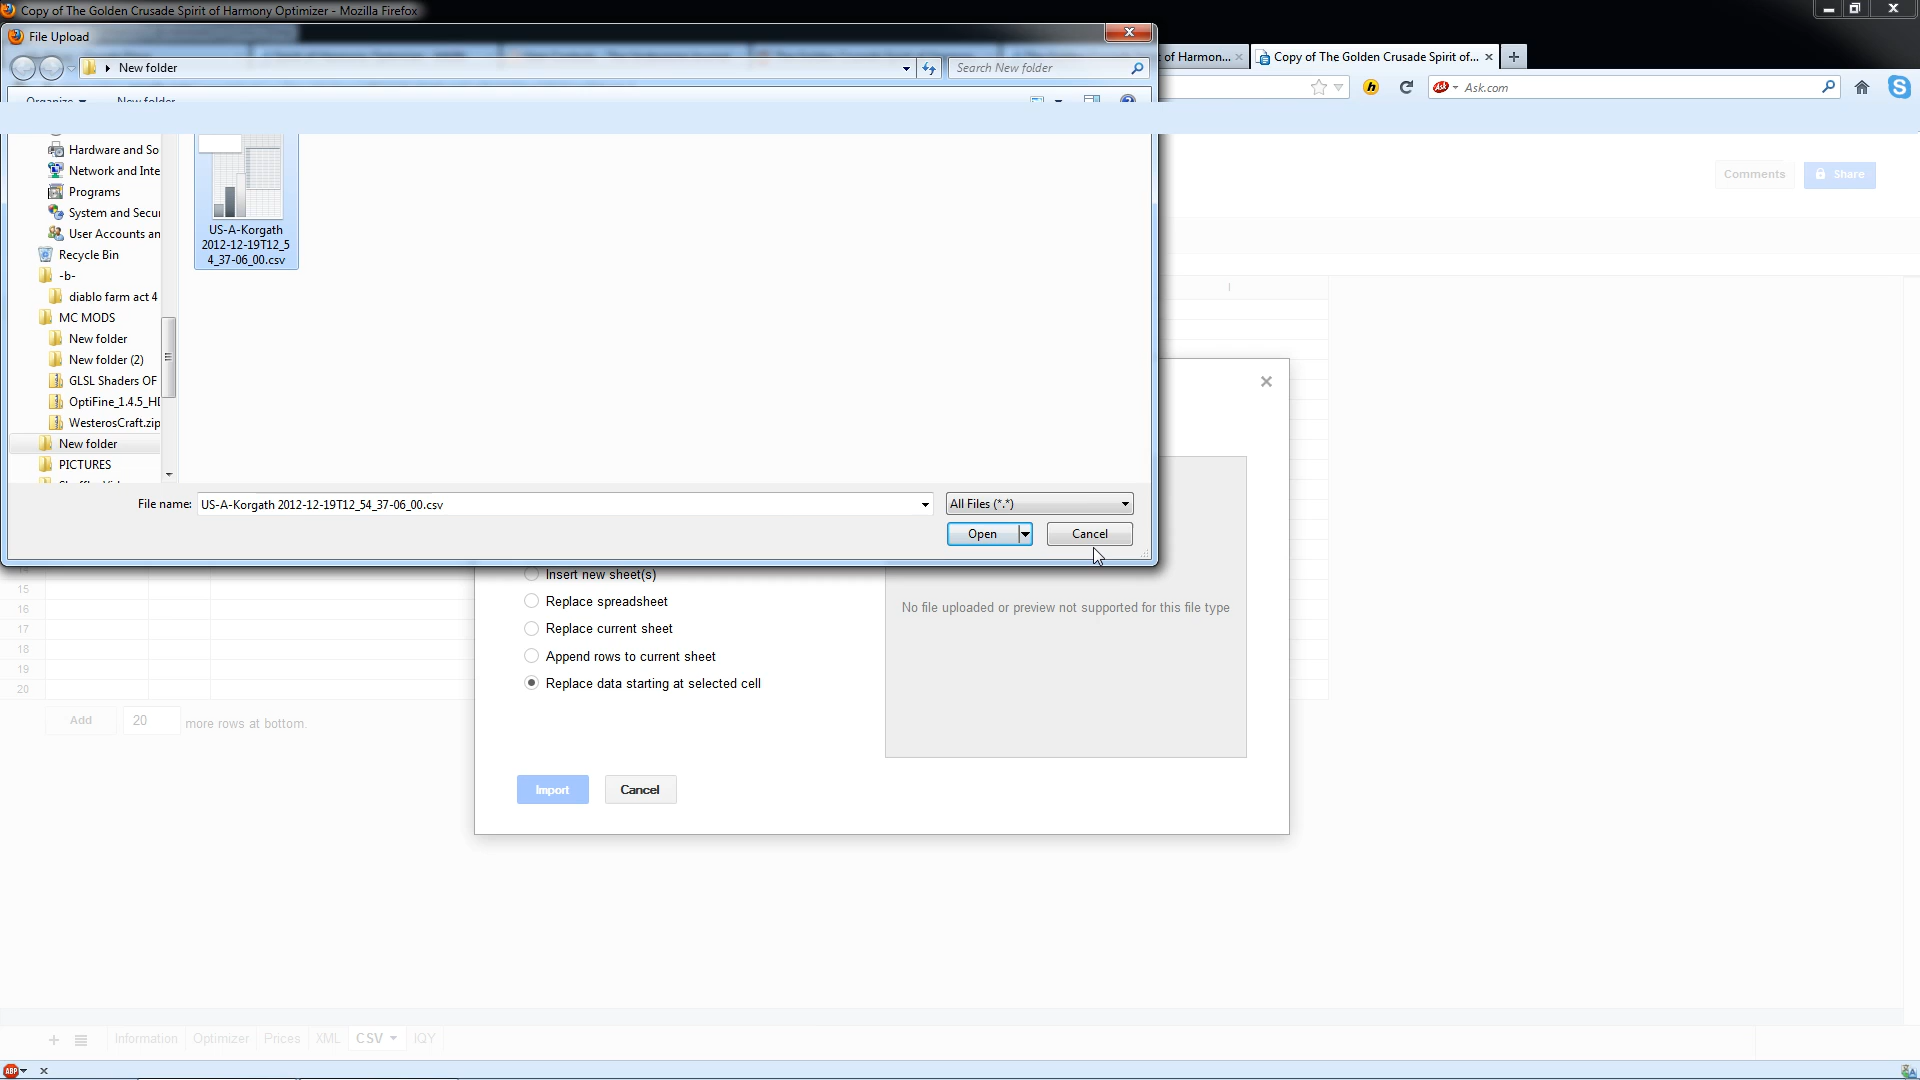 Copy of The Golden Crusade Spirit of Harmony Optimizer - Mozilla Firefox
File Upload
New folder
Search New folder
of Harmon...
Copy of The Golden Crusade Spirit of...
Ask.com
Organize
New folder
Hardware and So
Network and Inte
Programs
System and Secur
User Accounts an
Recycle Bin
-b-
diablo farm act 4
MC MODS
New folder
New folder (2)
GLSL Shaders OF
OptiFine_1.4.5_HD
WesterosCraft.zip
New folder
PICTURES
US-A-Korgath
2012-12-19T12_5
4_37-06_00.csv
Comments
Share
I
File name:
US-A-Korgath 2012-12-19T12_54_37-06_00.csv
All Files (*.*)
Open
Cancel
Insert new sheet(s)
Replace spreadsheet
Replace current sheet
Append rows to current sheet
Replace data starting at selected cell
No file uploaded or preview not supported for this file type
Import
Cancel
15
16
17
18
19
20
Add
20
more rows at bottom.
Information
Optimizer
Prices
XML
CSV
IQY
ABP